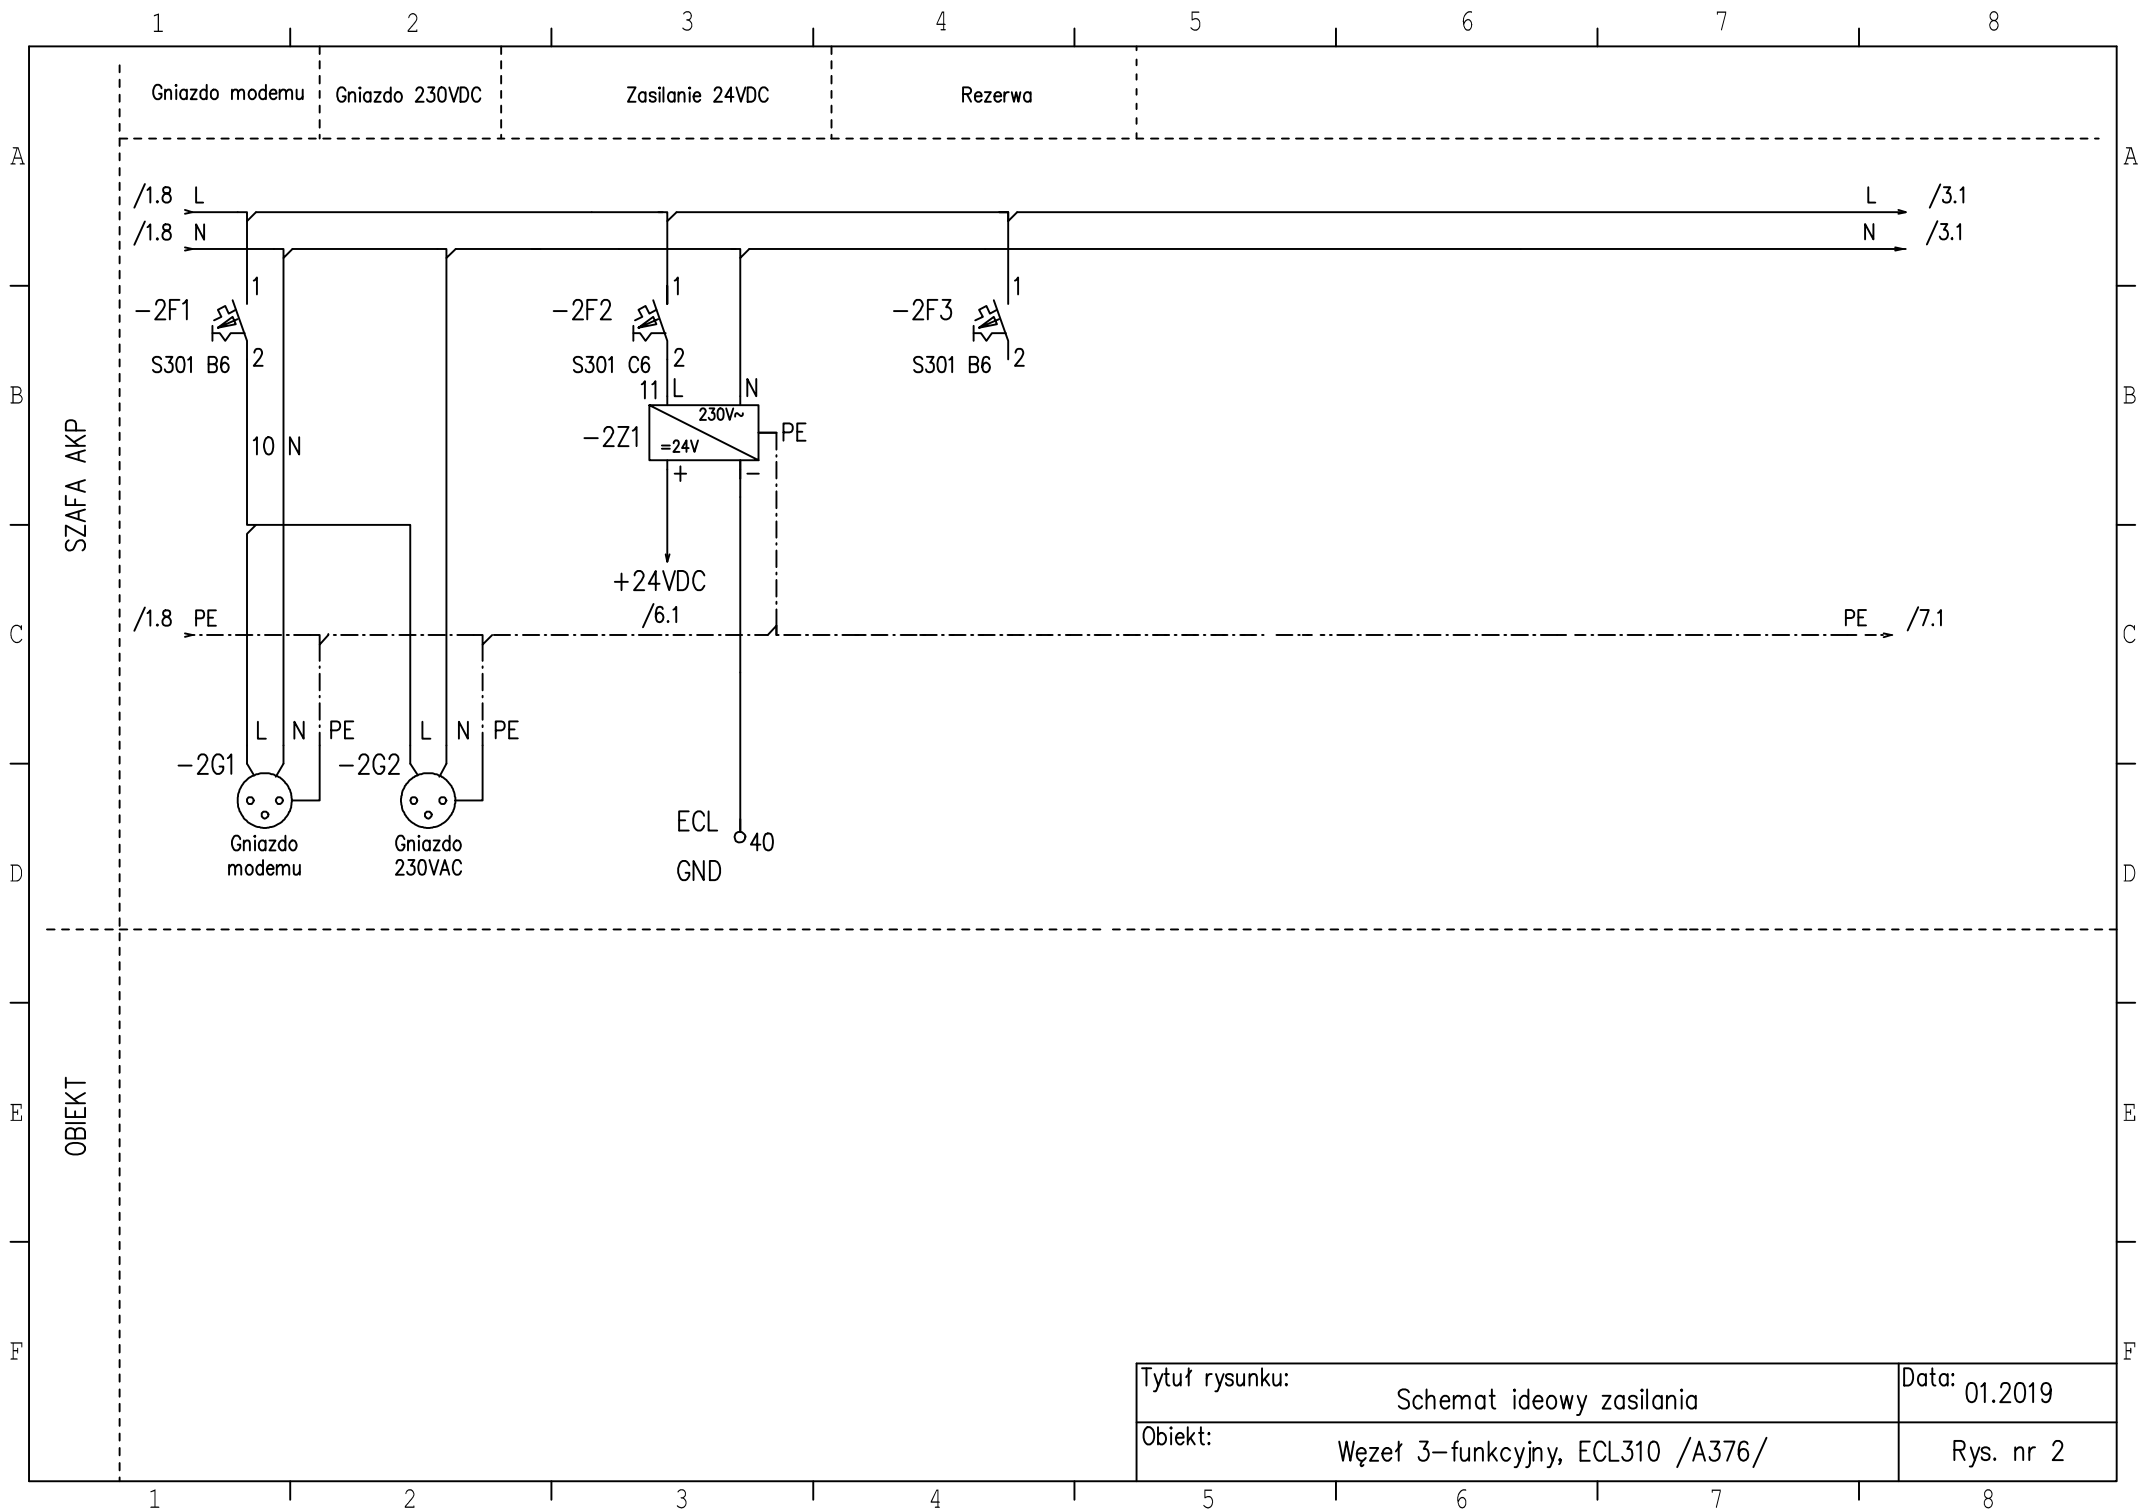 1 2 3 4 5 6 7 8
Gniazdo modemu Gniazdo 230VDC Zasilanie 24VDC Rezerwa
A A
/1.8 L L /3.1
/1.8 N N /3.1
1 1 1
-2F1 -2F2 -2F3
2 2 2
S301 B6 S301 C6 S301 B6
11 L N
B B
230V~
-2Z1 PE
=24V
10 N
+ -
SZAFA AKP
+24VDC
/6.1
/1.8 PE PE /7.1
C C
L N PE L N PE
-2G1 -2G2
ECL
40
Gniazdo
modemu
Gniazdo
230VAC
GND
D D
OBIEKT
E E
F F
Tytuł rysunku:
Schemat ideowy zasilania
Data: 01.2019
Obiekt:
Węzeł 3-funkcyjny, ECL310 /A376/
Rys. nr 2
1 2 3 4 5 6 7 8